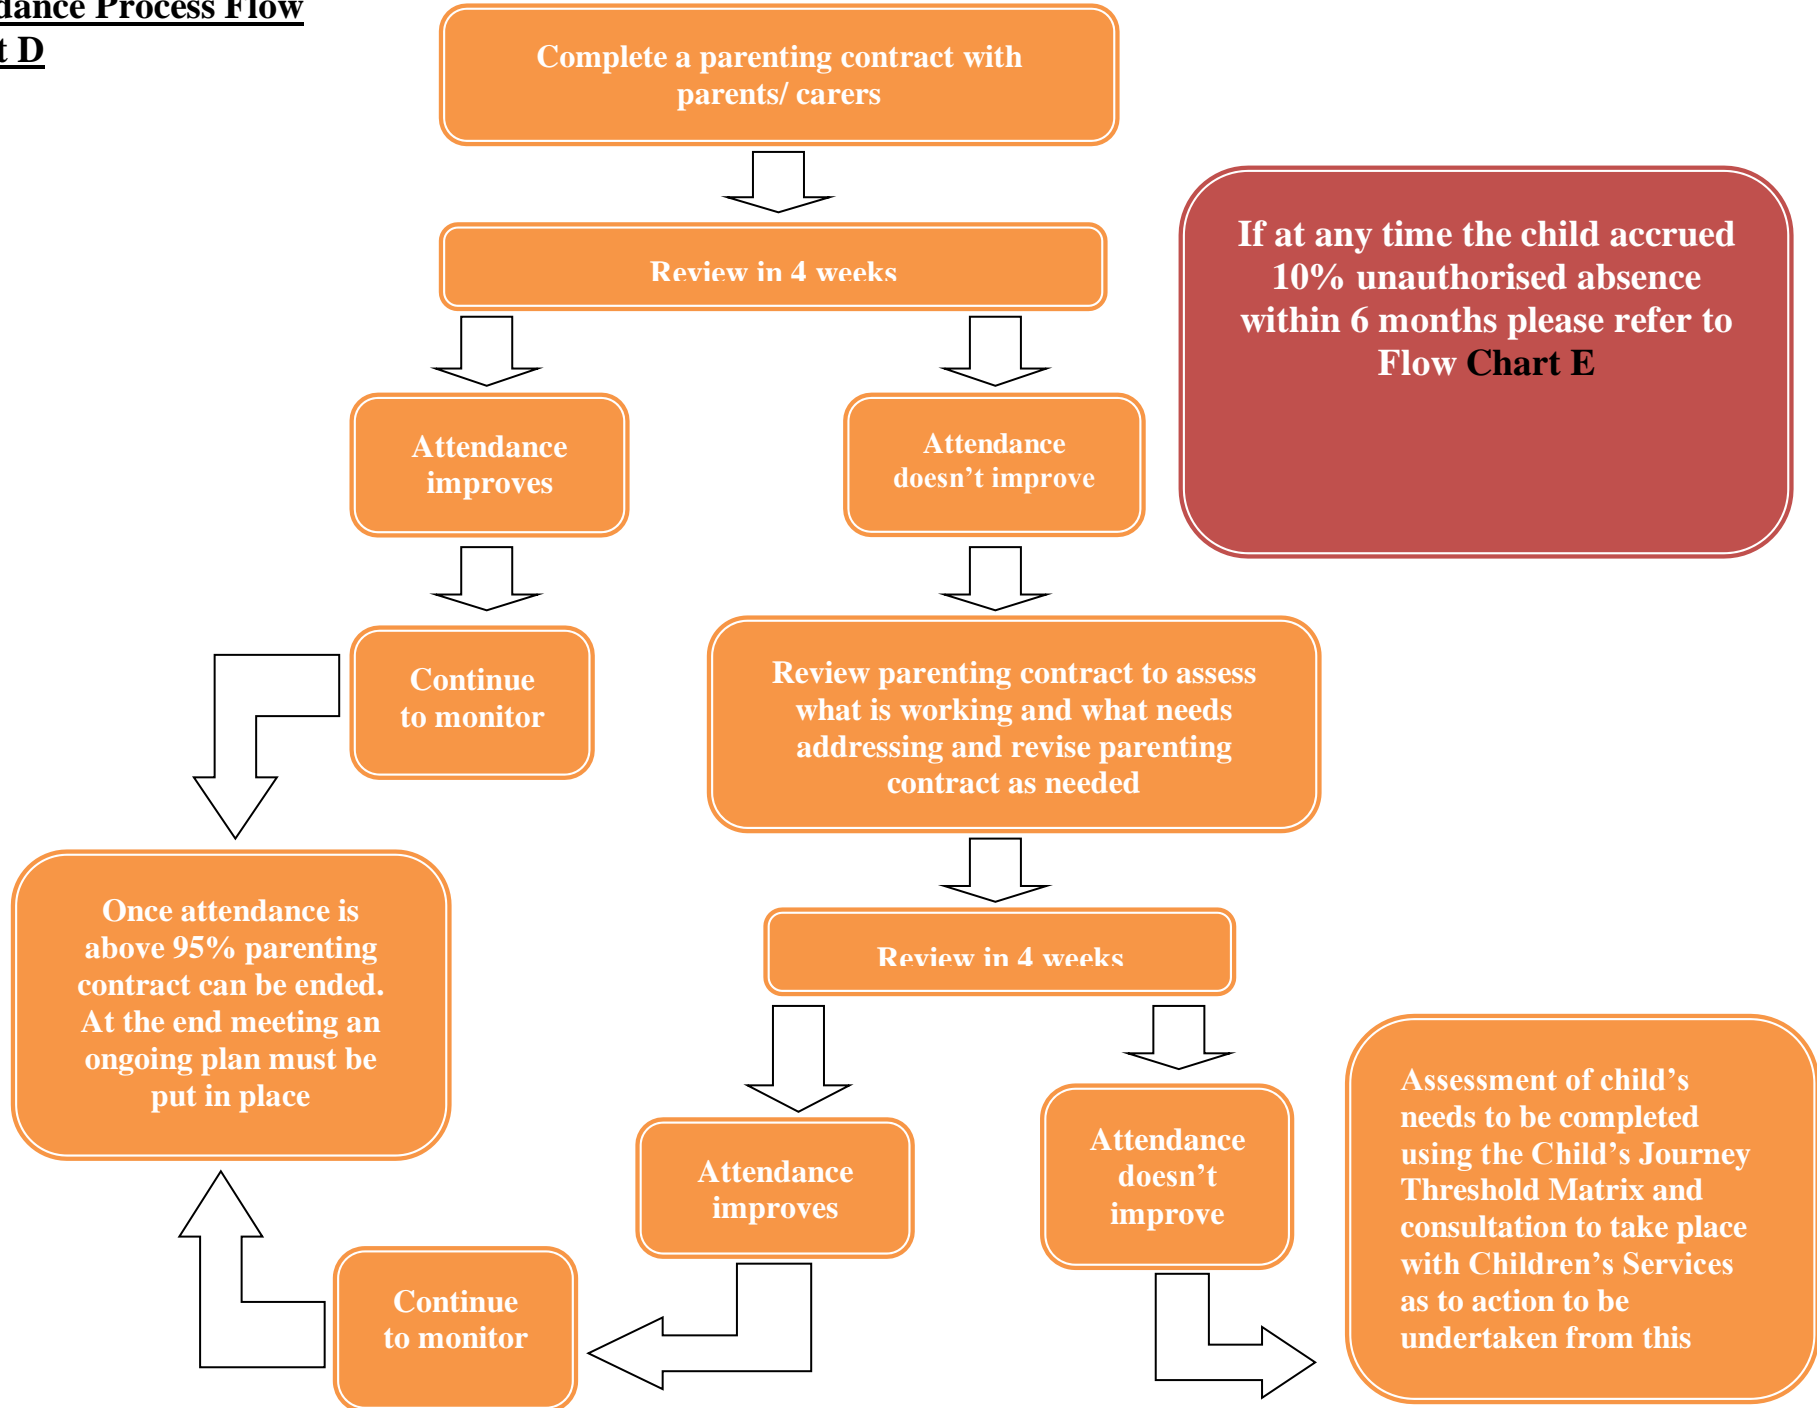 dance Process Flow
t D
Complete a parenting contract with
parents/ carers
Review in 4 weeks
If at any time the child accrued
10% unauthorised absence
within 6 months please refer to
Flow Chart E
Attendance
improves
Attendance
doesn’t improve
Continue
to monitor
Review parenting contract to assess
what is working and what needs
addressing and revise parenting
contract as needed
Once attendance is
above 95% parenting
contract can be ended.
At the end meeting an
ongoing plan must be
put in place
Review in 4 weeks
Attendance
improves
Attendance
doesn’t
improve
Assessment of child’s
needs to be completed
using the Child’s Journey
Threshold Matrix and
consultation to take place
with Children’s Services
as to action to be
undertaken from this
Continue
to monitor